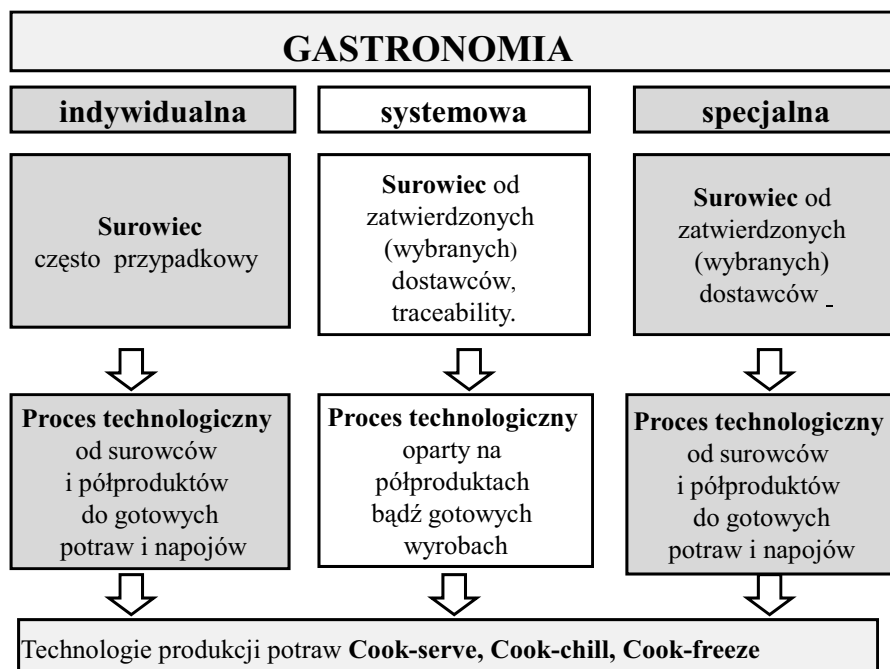 GASTRONOMIA
indywidualna
systemowa
specjalna
Surowiec
często przypadkowy
Surowiec od
zatwierdzonych
(wybranych)
dostawców,
traceability.
Surowiec od
zatwierdzonych
(wybranych)
dostawców _
Proces technologiczny
od surowców
i półproduktów
do gotowych
potraw i napojów
Proces technologiczny
oparty na
półproduktach
bądź gotowych
wyrobach
Proces technologiczny
od surowców
i półproduktów
do gotowych
potraw i napojów
Technologie produkcji potraw Cook-serve, Cook-chill, Cook-freeze